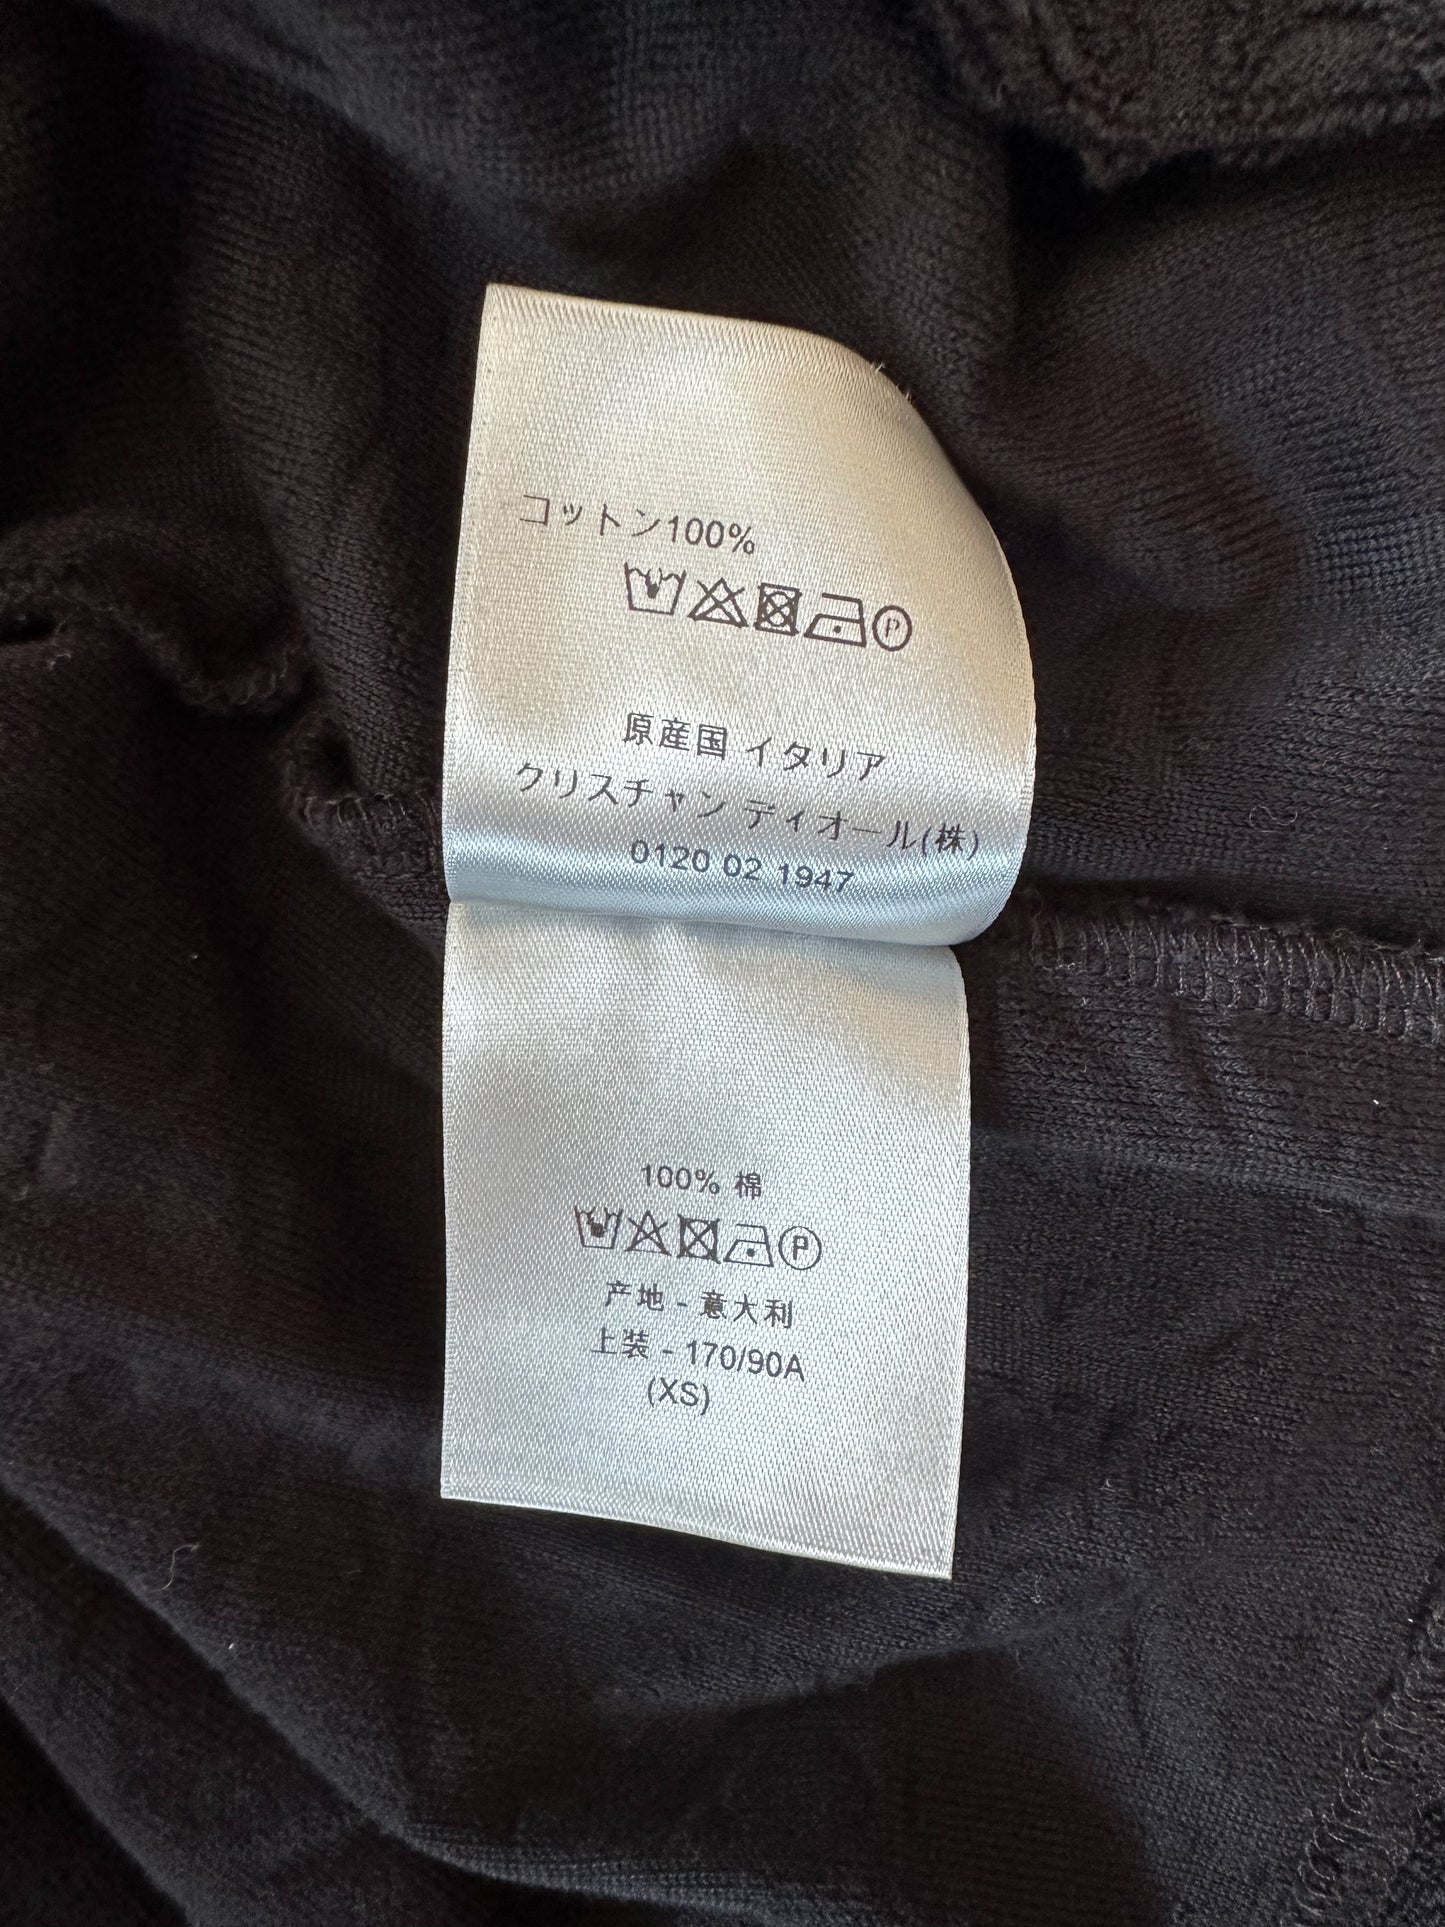 コットン100%
P
原産国 イタリア
クリスチャン ディオール(株)
0120 02 1947
100% 棉
P
产地 - 意大利
上装 - 170/90A
(XS)